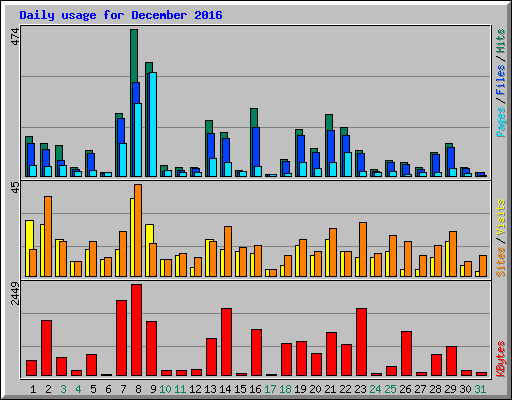 Daily usage for December 2016
474
Pages / Files / Hits
45
Sites / Visits
2449
KBytes
1 2 3 4 5 6 7 8 9 10 11 12 13 14 15 16 17 18 19 20 21 22 23 24 25 26 27 28 29 30 31